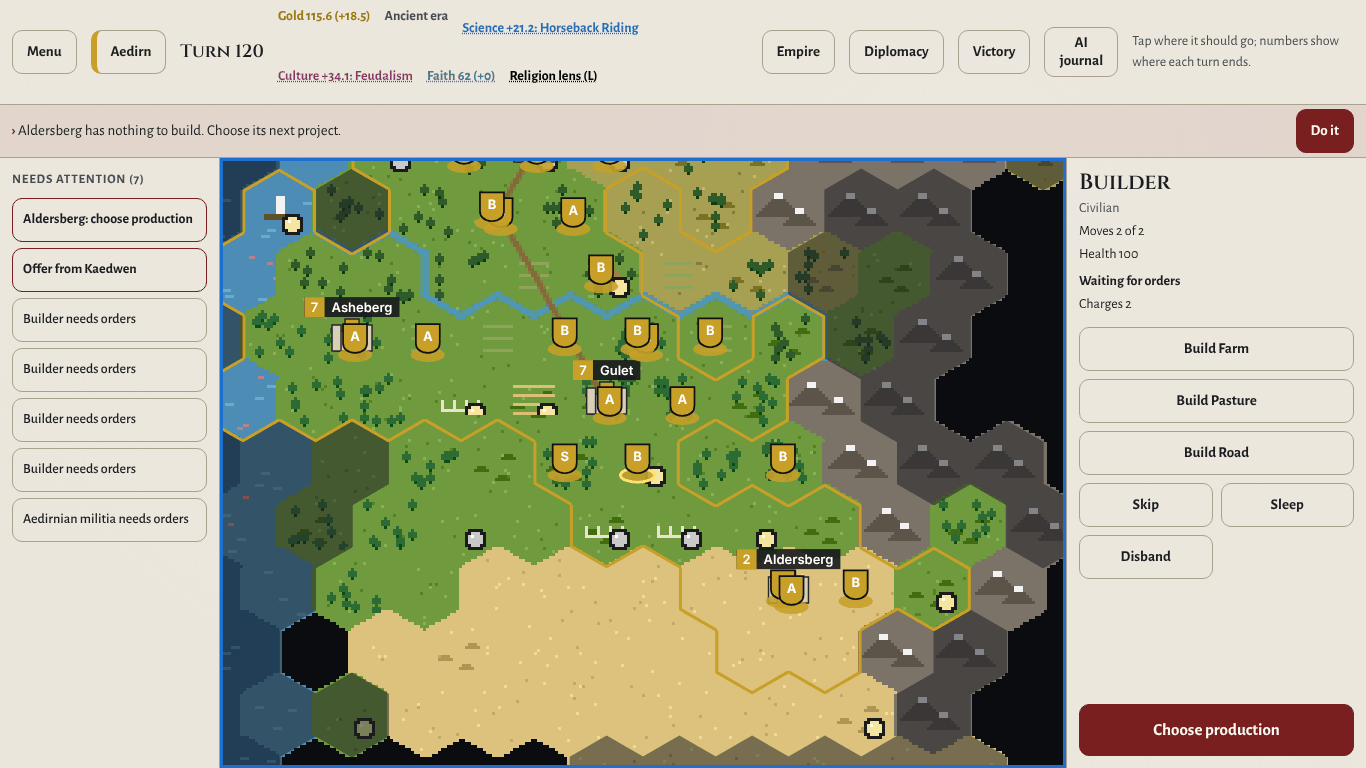 Menu
Aedirn
Turn 120
Gold 115.6 (+18.5)
Ancient era
Science +21.2: Horseback Riding
Culture +34.1: Feudalism
Faith 62 (+0)
Religion lens (L)
Empire
Diplomacy
Victory
AI journal
Tap where it should go; numbers show where each turn ends.
› Aldersberg has nothing to build. Choose its next project.
Do it
NEEDS ATTENTION (7)
Aldersberg: choose production
Offer from Kaedwen
Builder needs orders
Builder needs orders
Builder needs orders
Builder needs orders
Aedirnian militia needs orders
B
A
B
7 Asheberg
A
A
B
B
B
7 Gulet
A
A
S
B
B
2 Aldersberg
A
B
Builder
Civilian
Moves 2 of 2
Health 100
Waiting for orders
Charges 2
Build Farm
Build Pasture
Build Road
Skip
Sleep
Disband
Choose production